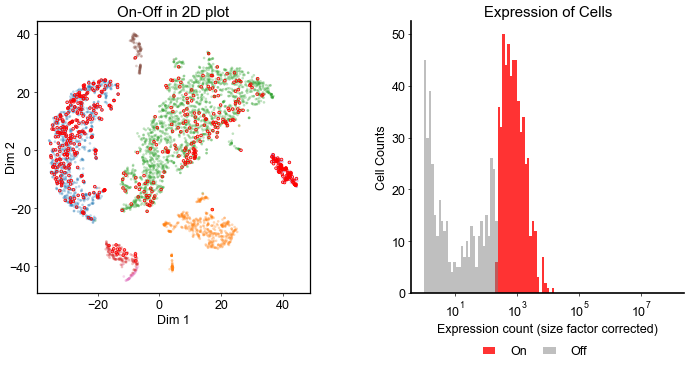 On-Off in 2D plot
40
20
0
−20
−40
Dim 2
−20
0
20
40
Dim 1
Expression of Cells
50
40
30
20
10
0
Cell Counts
10^1
10^3
10^5
10^7
Expression count (size factor corrected)
On
Off